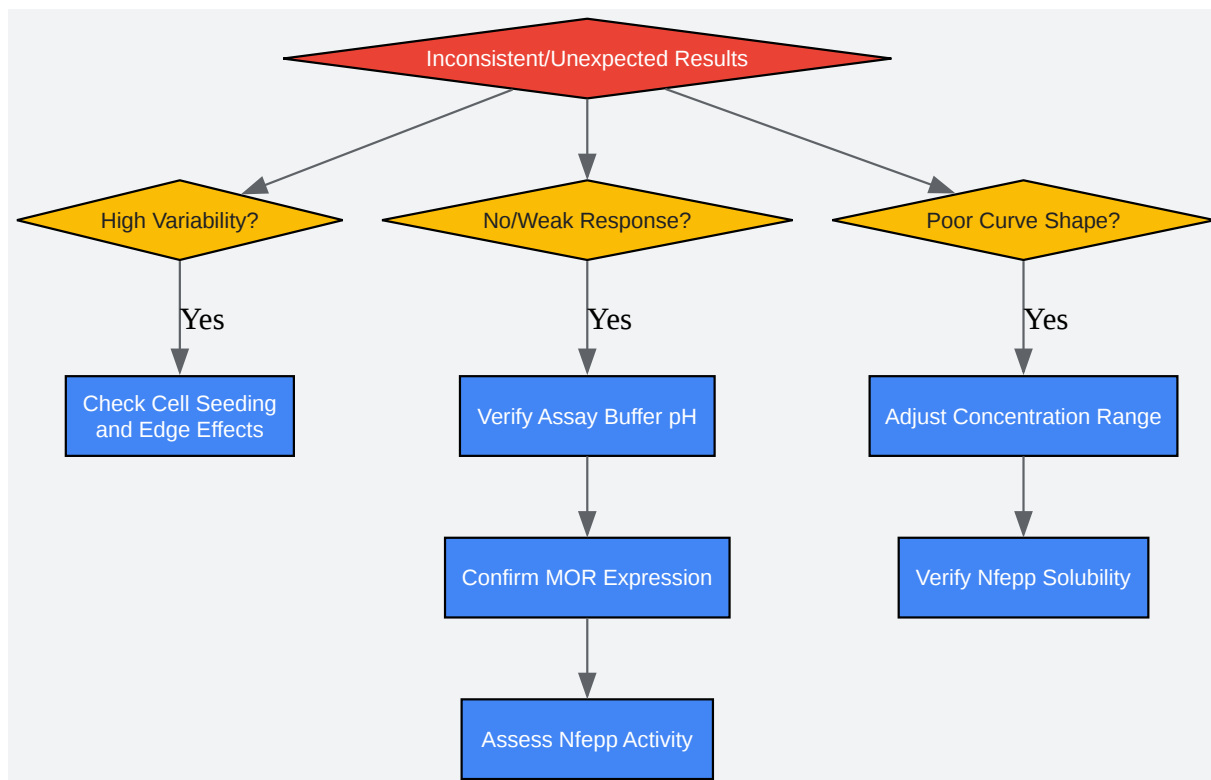 Inconsistent/Unexpected Results
High Variability?
No/Weak Response?
Poor Curve Shape?
Yes
Yes
Yes
Check Cell Seeding
and Edge Effects
Verify Assay Buffer pH
Adjust Concentration Range
Confirm MOR Expression
Verify Nfepp Solubility
Assess Nfepp Activity